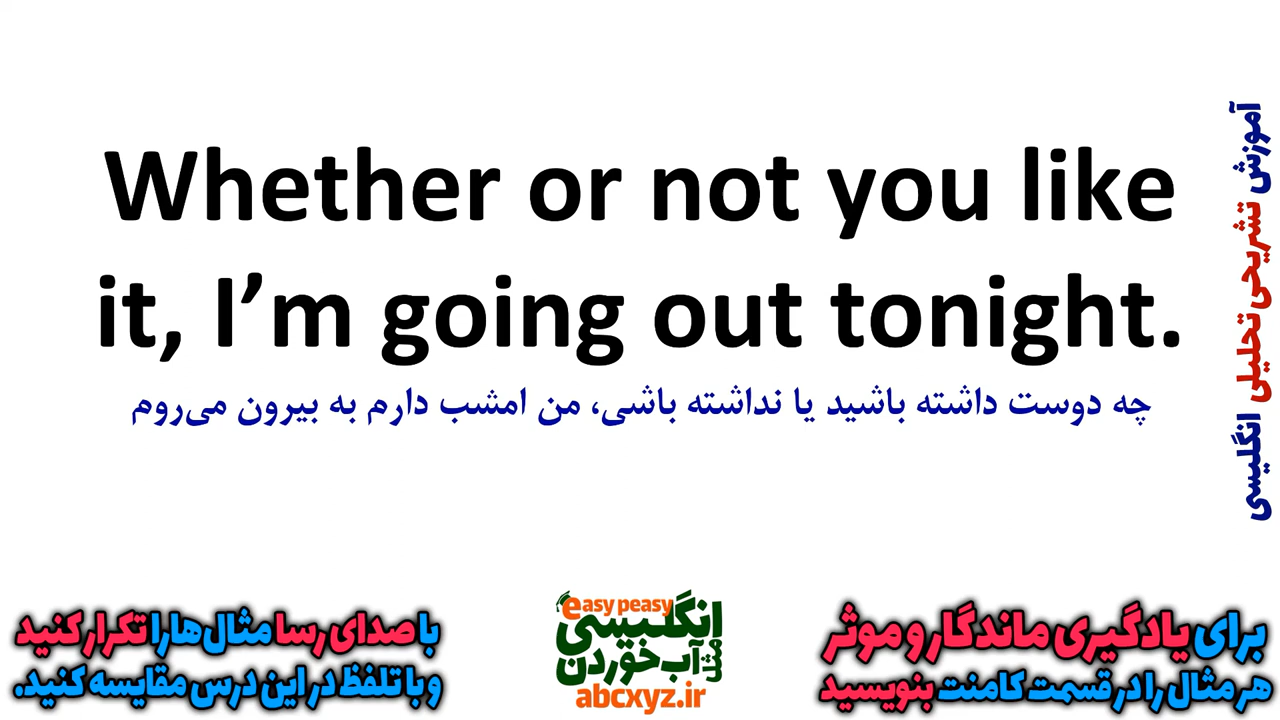 Whether or not you like
it, I’m going out tonight.
چه دوست داشته باشید یا نداشته باشی، من امشب دارم به بیرون می‌روم
آموزش تشریحی تحلیلی انگلیسی
برای یادگیری ماندگار و موثر
هر مثال را در قسمت کامنت بنویسید
easy peasy
انگلیسی
مثل آب خوردن
abcxyz.ir
با صدای رسا مثال‌ها را تکرار کنید
و با تلفظ در این درس مقایسه کنید.